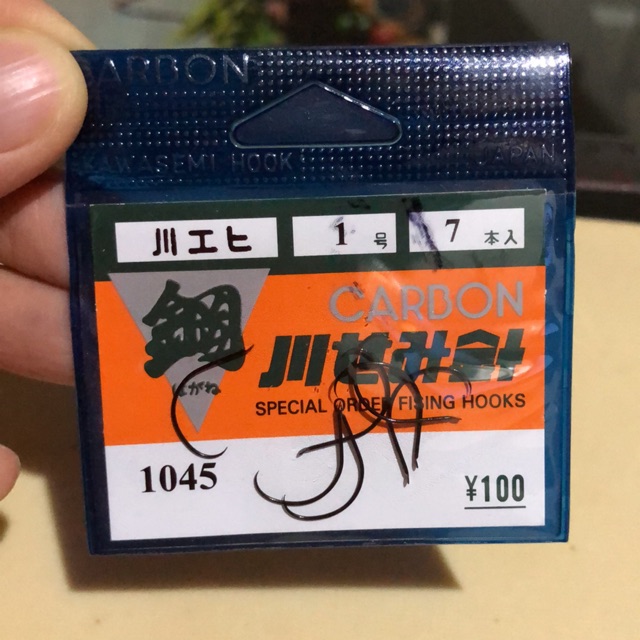 CARBON
KAWASEMI HOOK JAPAN
川エビ 1号 7本入
鋼
はがね
CARBON
川せみ針
SPECIAL ORDER FISING HOOKS
1045
¥100